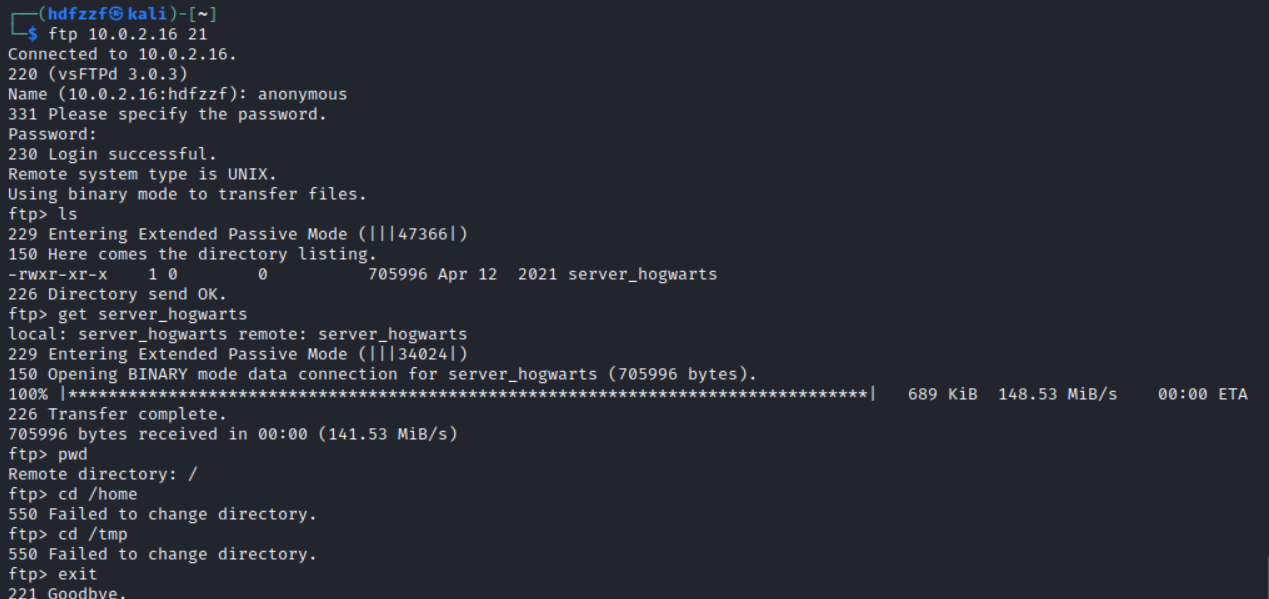 ┌──(hdfzzf㉿kali)-[~]
└─$ ftp 10.0.2.16 21
Connected to 10.0.2.16.
220 (vsFTPd 3.0.3)
Name (10.0.2.16:hdfzzf): anonymous
331 Please specify the password.
Password:
230 Login successful.
Remote system type is UNIX.
Using binary mode to transfer files.
ftp> ls
229 Entering Extended Passive Mode (|||47366|)
150 Here comes the directory listing.
-rwxr-xr-x    1 0        0          705996 Apr 12  2021 server_hogwarts
226 Directory send OK.
ftp> get server_hogwarts
local: server_hogwarts remote: server_hogwarts
229 Entering Extended Passive Mode (|||34024|)
150 Opening BINARY mode data connection for server_hogwarts (705996 bytes).
100% |********************************************************************************|   689 KiB  148.53 MiB/s    00:00 ETA
226 Transfer complete.
705996 bytes received in 00:00 (141.53 MiB/s)
ftp> pwd
Remote directory: /
ftp> cd /home
550 Failed to change directory.
ftp> cd /tmp
550 Failed to change directory.
ftp> exit
221 Goodbye.